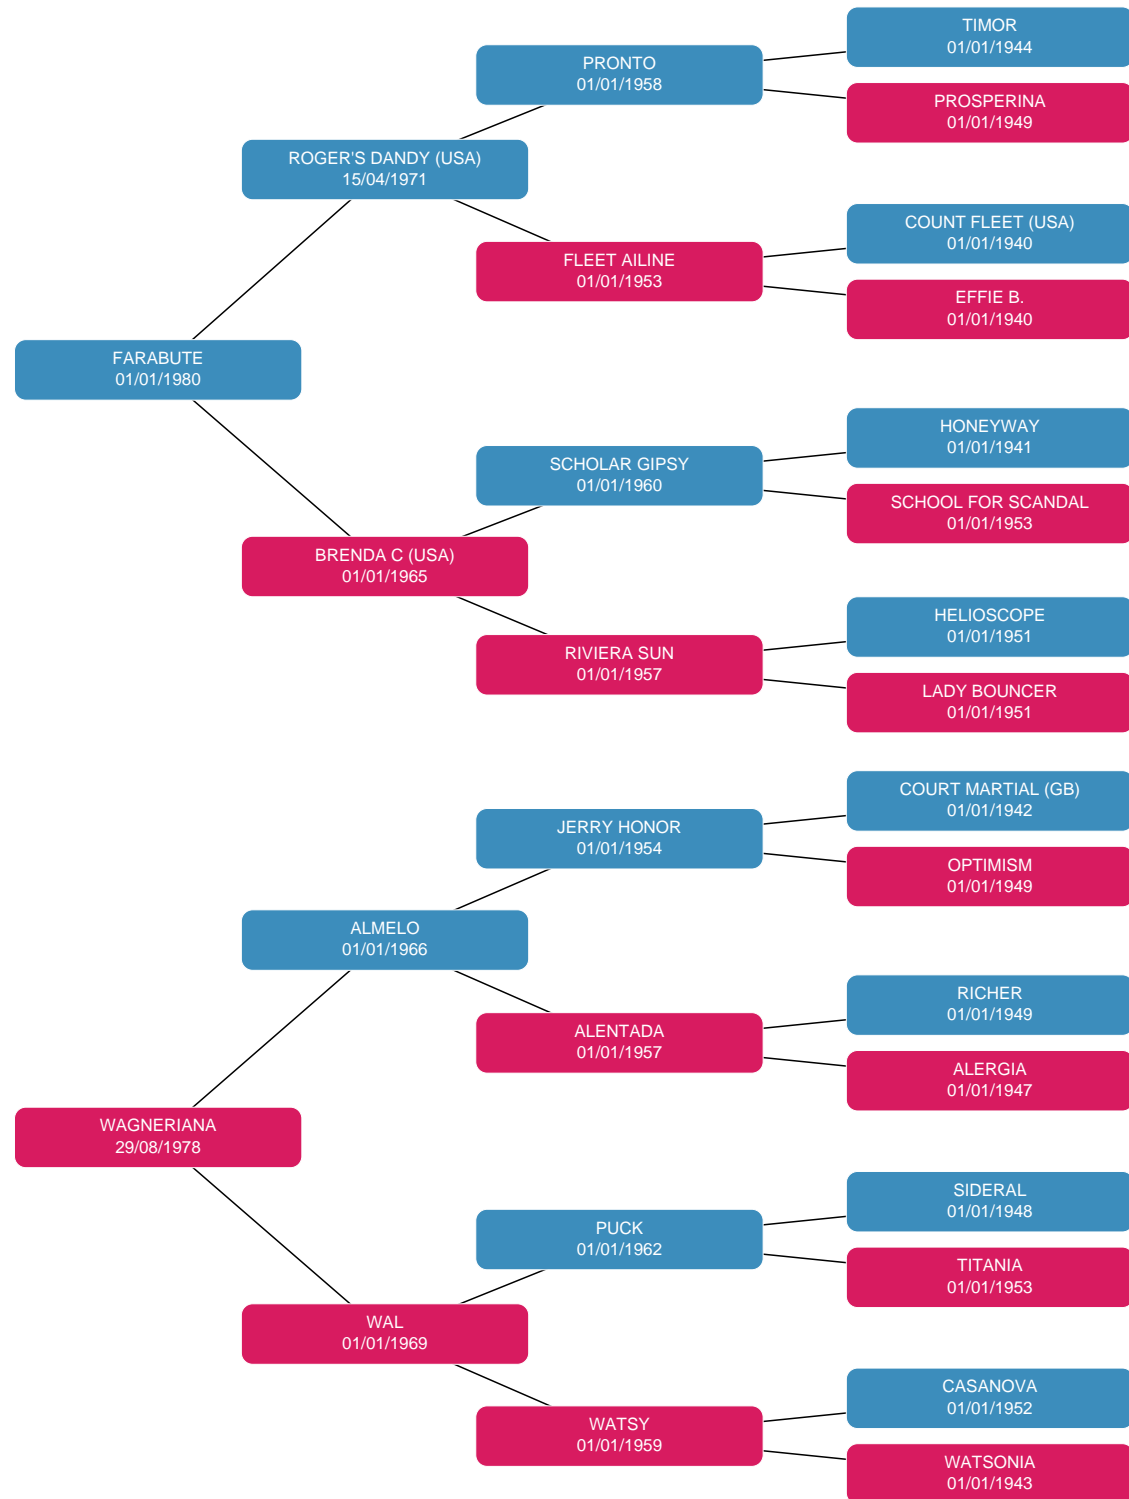 TIMOR
01/01/1944
PRONTO
01/01/1958
PROSPERINA
01/01/1949
ROGER'S DANDY (USA)
15/04/1971
COUNT FLEET (USA)
01/01/1940
FLEET AILINE
01/01/1953
EFFIE B.
01/01/1940
FARABUTE
01/01/1980
HONEYWAY
01/01/1941
SCHOLAR GIPSY
01/01/1960
SCHOOL FOR SCANDAL
01/01/1953
BRENDA C (USA)
01/01/1965
HELIOSCOPE
01/01/1951
RIVIERA SUN
01/01/1957
LADY BOUNCER
01/01/1951
COURT MARTIAL (GB)
01/01/1942
JERRY HONOR
01/01/1954
OPTIMISM
01/01/1949
ALMELO
01/01/1966
RICHER
01/01/1949
ALENTADA
01/01/1957
ALERGIA
01/01/1947
WAGNERIANA
29/08/1978
SIDERAL
01/01/1948
PUCK
01/01/1962
TITANIA
01/01/1953
WAL
01/01/1969
CASANOVA
01/01/1952
WATSY
01/01/1959
WATSONIA
01/01/1943